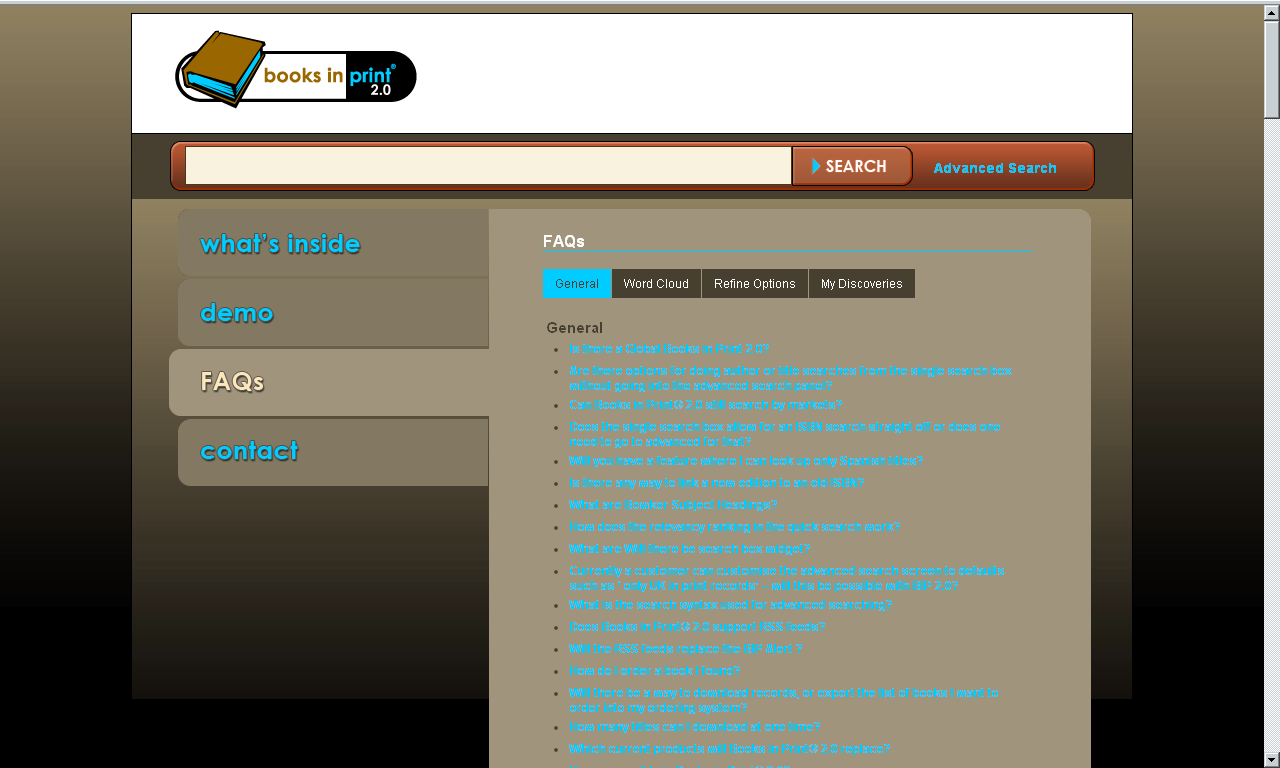 books in print®
2.0
SEARCH
Advanced Search
what's inside
demo
FAQs
contact
FAQs
General
Word Cloud
Refine Options
My Discoveries
General
Is there a Global Books In Print 2.0?
Are there options for doing author or title searches from the single search box
without going into the advanced search panel?
Can Books In Print® 2.0 still search by markets?
Does the single search box allow for an ISBN search straight off or does one
need to go to advanced for that?
Will you have a feature where I can look up only Spanish titles?
Is there any way to link a new edition to an old ISBN?
What are Bowker Subject Headings?
How does the relevancy ranking in the quick search work?
What are Will there be search box widget?
Currently a customer can customise the advanced search screen to defaults
such as "only UK in print records" – will this be possible with BIP 2.0?
What is the search syntax used for advanced searching?
Does Books In Print® 2.0 support RSS feeds?
Will the RSS feeds replace the BIP Alert ?
How do I order a book I found?
Will there be a way to download records, or export the list of books I want to
order into my ordering system?
How many titles can I download at one time?
Which current products will Books In Print® 2.0 replace?